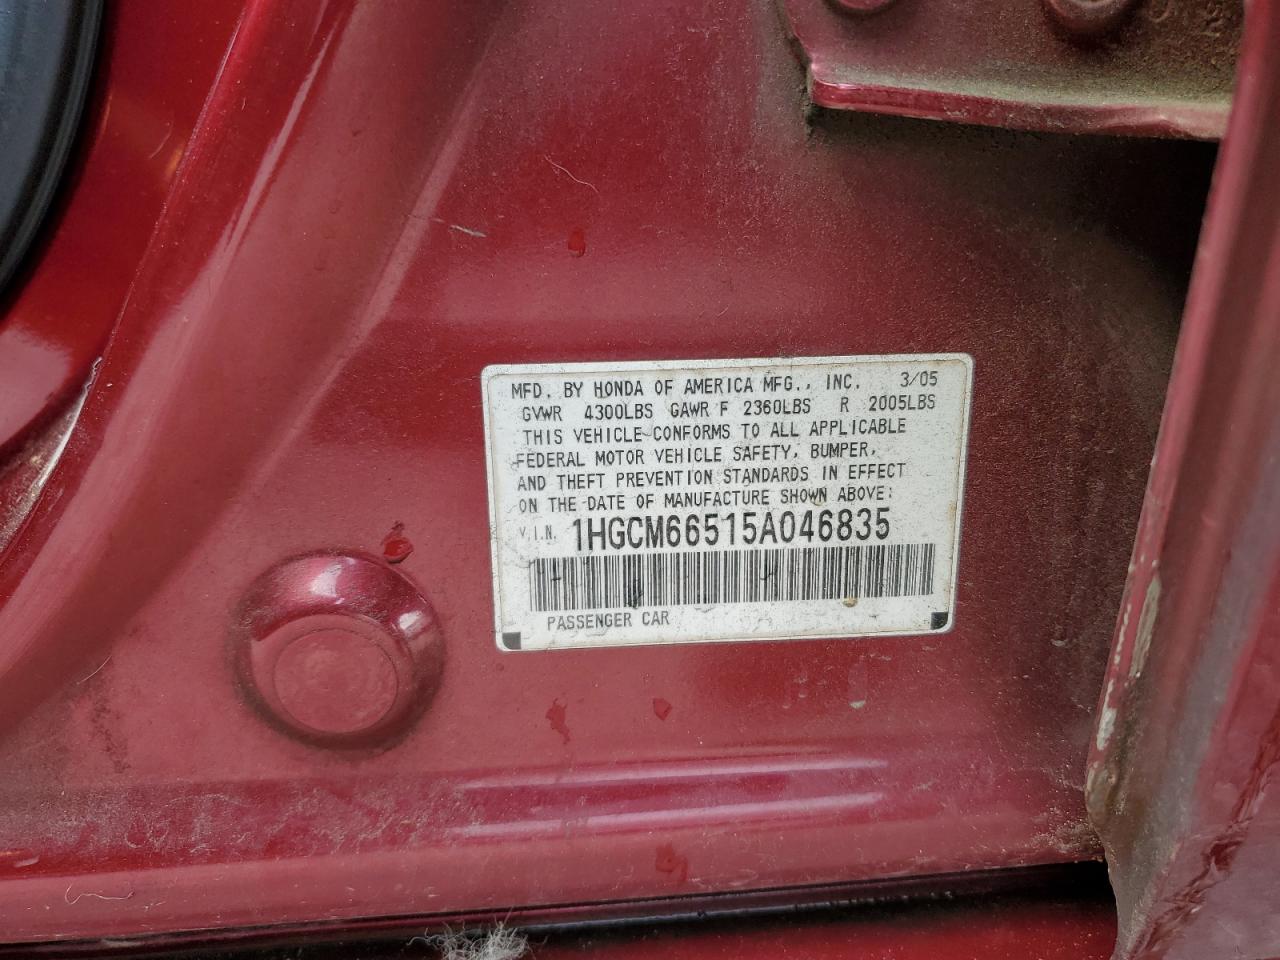 MFD. BY HONDA OF AMERICA MFG., INC. 3/05
GVWR 4300LBS GAWR F 2360LBS R 2005LBS
THIS VEHICLE CONFORMS TO ALL APPLICABLE
FEDERAL MOTOR VEHICLE SAFETY, BUMPER,
AND THEFT PREVENTION STANDARDS IN EFFECT
ON THE DATE OF MANUFACTURE SHOWN ABOVE:
V.I.N. 1HGCM66515A046835
PASSENGER CAR